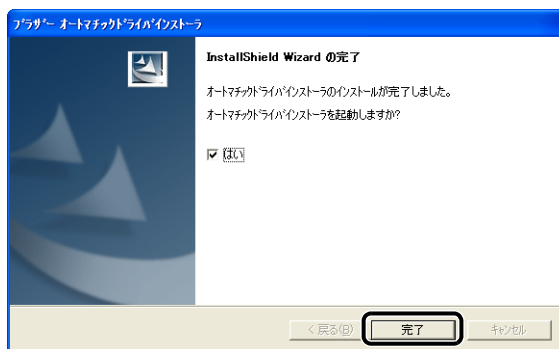 ﾌﾞﾗｻﾞｰ ｵｰﾄﾏﾁｯｸﾄﾞﾗｲﾊﾞｲﾝｽﾄｰﾗ
InstallShield Wizard の完了
ｵｰﾄﾏﾁｯｸﾄﾞﾗｲﾊﾞｲﾝｽﾄｰﾗのｲﾝｽﾄｰﾙが完了しました。
ｵｰﾄﾏﾁｯｸﾄﾞﾗｲﾊﾞｲﾝｽﾄｰﾗを起動しますか?
はい
< 戻る(B)
完了
ｷｬﾝｾﾙ